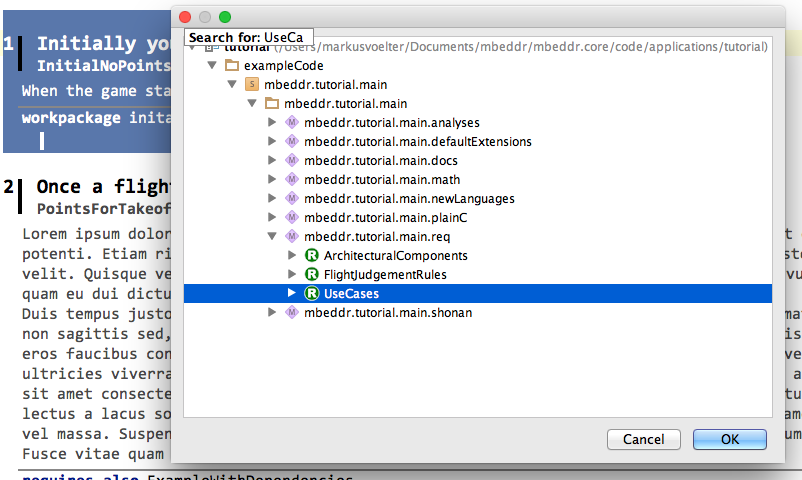 Search for: UseCa
tutorial (/Users/markusvoelter/Documents/mbeddr/mbeddr.core/code/applications/tutorial)
exampleCode
S mbeddr.tutorial.main
mbeddr.tutorial.main
M mbeddr.tutorial.main.analyses
M mbeddr.tutorial.main.defaultExtensions
M mbeddr.tutorial.main.docs
M mbeddr.tutorial.main.math
M mbeddr.tutorial.main.newLanguages
M mbeddr.tutorial.main.plainC
M mbeddr.tutorial.main.req
R ArchitecturalComponents
R FlightJudgementRules
R UseCases
M mbeddr.tutorial.main.shonan
Cancel OK
1 Initially you
InitialNoPoints
When the game sta
workpackage inita
2 Once a flight
PointsForTakeof
Lorem ipsum dolor
potenti. Etiam ri
velit. Quisque ve
quam eu dui dictu
Duis tempus justo
non sagittis sed,
eros faucibus con
ultricies viverra
sit amet consecte
lectus a lacus so
vel massa. Suspen
Fusce vitae quam
requires also ExampleWithDependencies